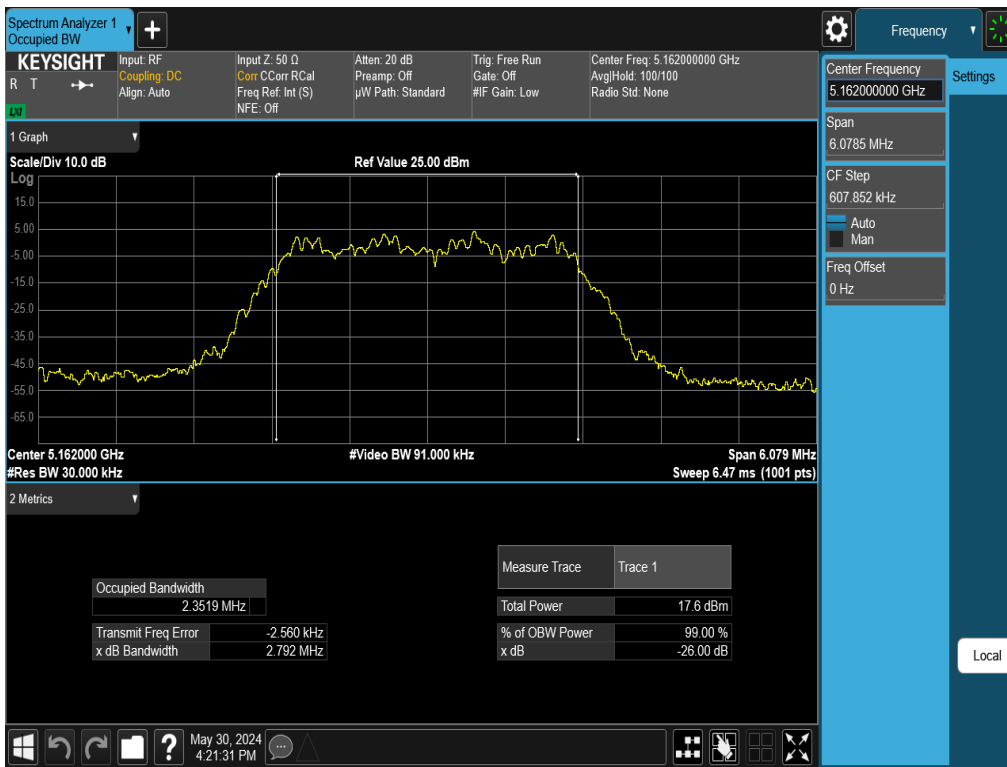 Spectrum Analyzer 1
Occupied BW
Frequency
KEYSIGHT
R T
LXI
Input: RF
Coupling: DC
Align: Auto
Input Z: 50 Ω
Corr CCorr RCal
Freq Ref: Int (S)
NFE: Off
Atten: 20 dB
Preamp: Off
µW Path: Standard
Trig: Free Run
Gate: Off
#IF Gain: Low
Center Freq: 5.162000000 GHz
Avg|Hold: 100/100
Radio Std: None
Center Frequency
5.162000000 GHz
Settings
Span
6.0785 MHz
CF Step
607.852 kHz
Auto
Man
Freq Offset
0 Hz
1 Graph
Scale/Div 10.0 dB
Ref Value 25.00 dBm
Log
15.0
5.00
-5.00
-15.0
-25.0
-35.0
-45.0
-55.0
-65.0
Center 5.162000 GHz
#Video BW 91.000 kHz
Span 6.079 MHz
#Res BW 30.000 kHz
Sweep 6.47 ms (1001 pts)
2 Metrics
Measure Trace
Trace 1
Occupied Bandwidth
2.3519 MHz
Total Power
17.6 dBm
Transmit Freq Error
-2.560 kHz
% of OBW Power
99.00 %
x dB Bandwidth
2.792 MHz
x dB
-26.00 dB
Local
?
May 30, 2024
4:21:31 PM